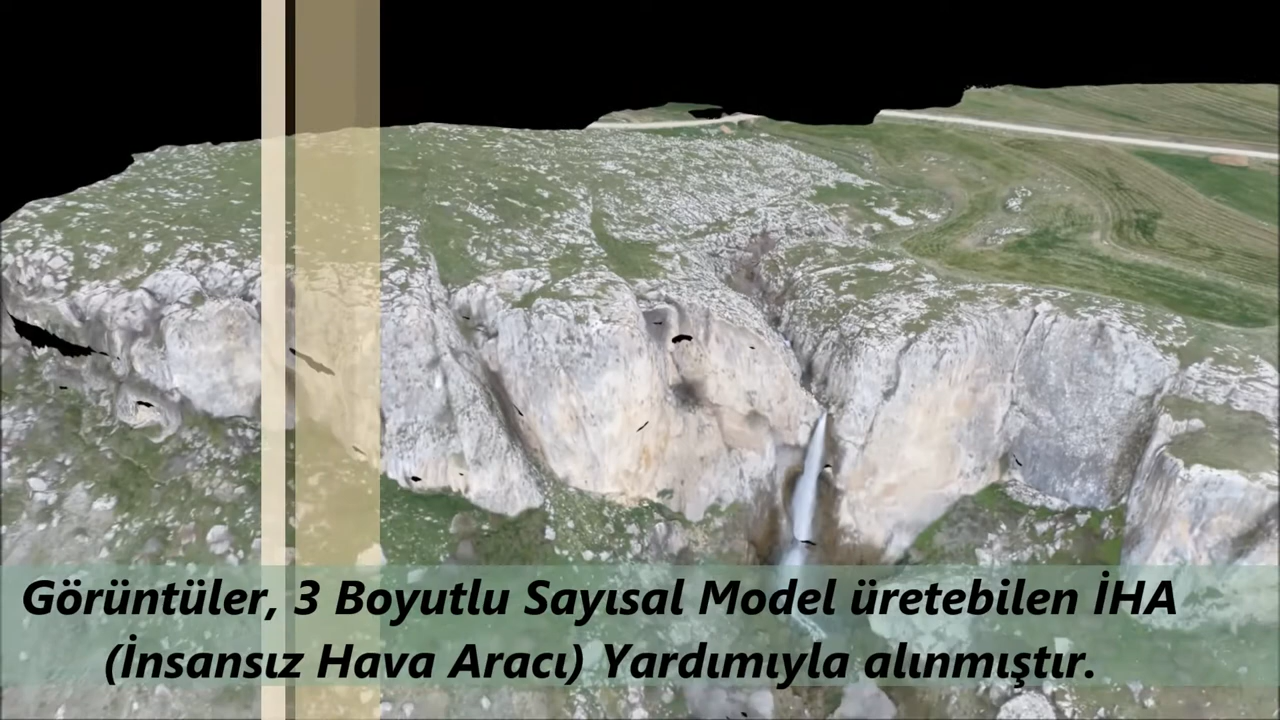 Görüntüler, 3 Boyutlu Sayısal Model üretebilen İHA
(İnsansız Hava Aracı) Yardımıyla alınmıştır.